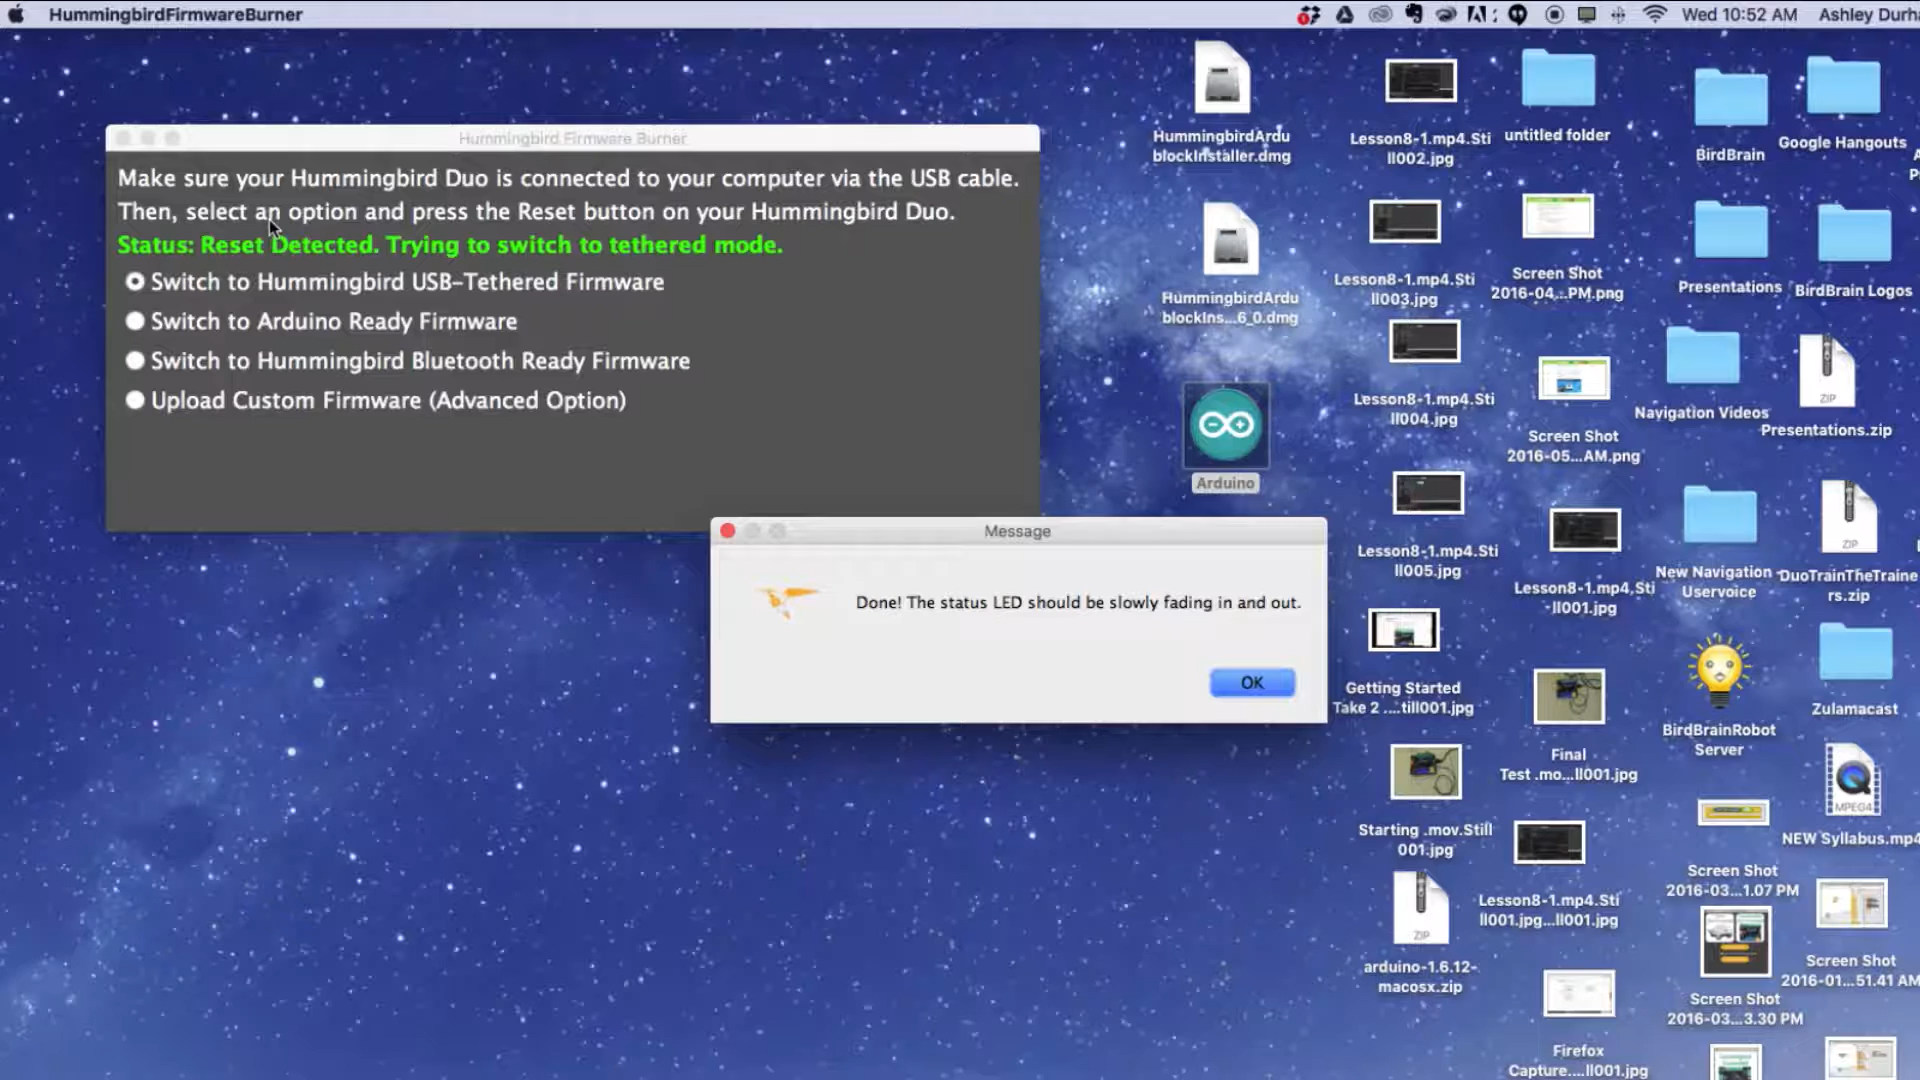 HummingbirdFirmwareBurner
Wed 10:52 AM
Ashley Durha
Hummingbird Firmware Burner
Make sure your Hummingbird Duo is connected to your computer via the USB cable.
Then, select an option and press the Reset button on your Hummingbird Duo.
Status: Reset Detected. Trying to switch to tethered mode.
Switch to Hummingbird USB-Tethered Firmware
Switch to Arduino Ready Firmware
Switch to Hummingbird Bluetooth Ready Firmware
Upload Custom Firmware (Advanced Option)
Message
Done! The status LED should be slowly fading in and out.
OK
HummingbirdArdu
blockInstaller.dmg
HummingbirdArdu
blockIns...6_0.dmg
Arduino
Lesson8-1.mp4.Sti
ll002.jpg
Lesson8-1.mp4.Sti
ll003.jpg
Lesson8-1.mp4.Sti
ll004.jpg
Lesson8-1.mp4.Sti
ll005.jpg
Getting Started
Take 2 ....till001.jpg
Starting .mov.Still
001.jpg
ZIP
arduino-1.6.12-
macosx.zip
untitled folder
Screen Shot
2016-04...PM.png
Screen Shot
2016-05...AM.png
Lesson8-1.mp4.Sti
ll001.jpg
Final
Test .mo...ll001.jpg
Lesson8-1.mp4.Sti
ll001.jpg...ll001.jpg
Firefox
Capture....ll001.jpg
BirdBrain
Presentations
Navigation Videos
New Navigation -
Uservoice
BirdBrainRobot
Server
Screen Shot
2016-03...1.07 PM
Screen Shot
2016-03...3.30 PM
Google Hangouts
BirdBrain Logos
ZIP
Presentations.zip
ZIP
DuoTrainTheTraine
rs.zip
Zulamacast
MPEG4
NEW Syllabus.mp4
Screen Shot
2016-01...51.41 AM